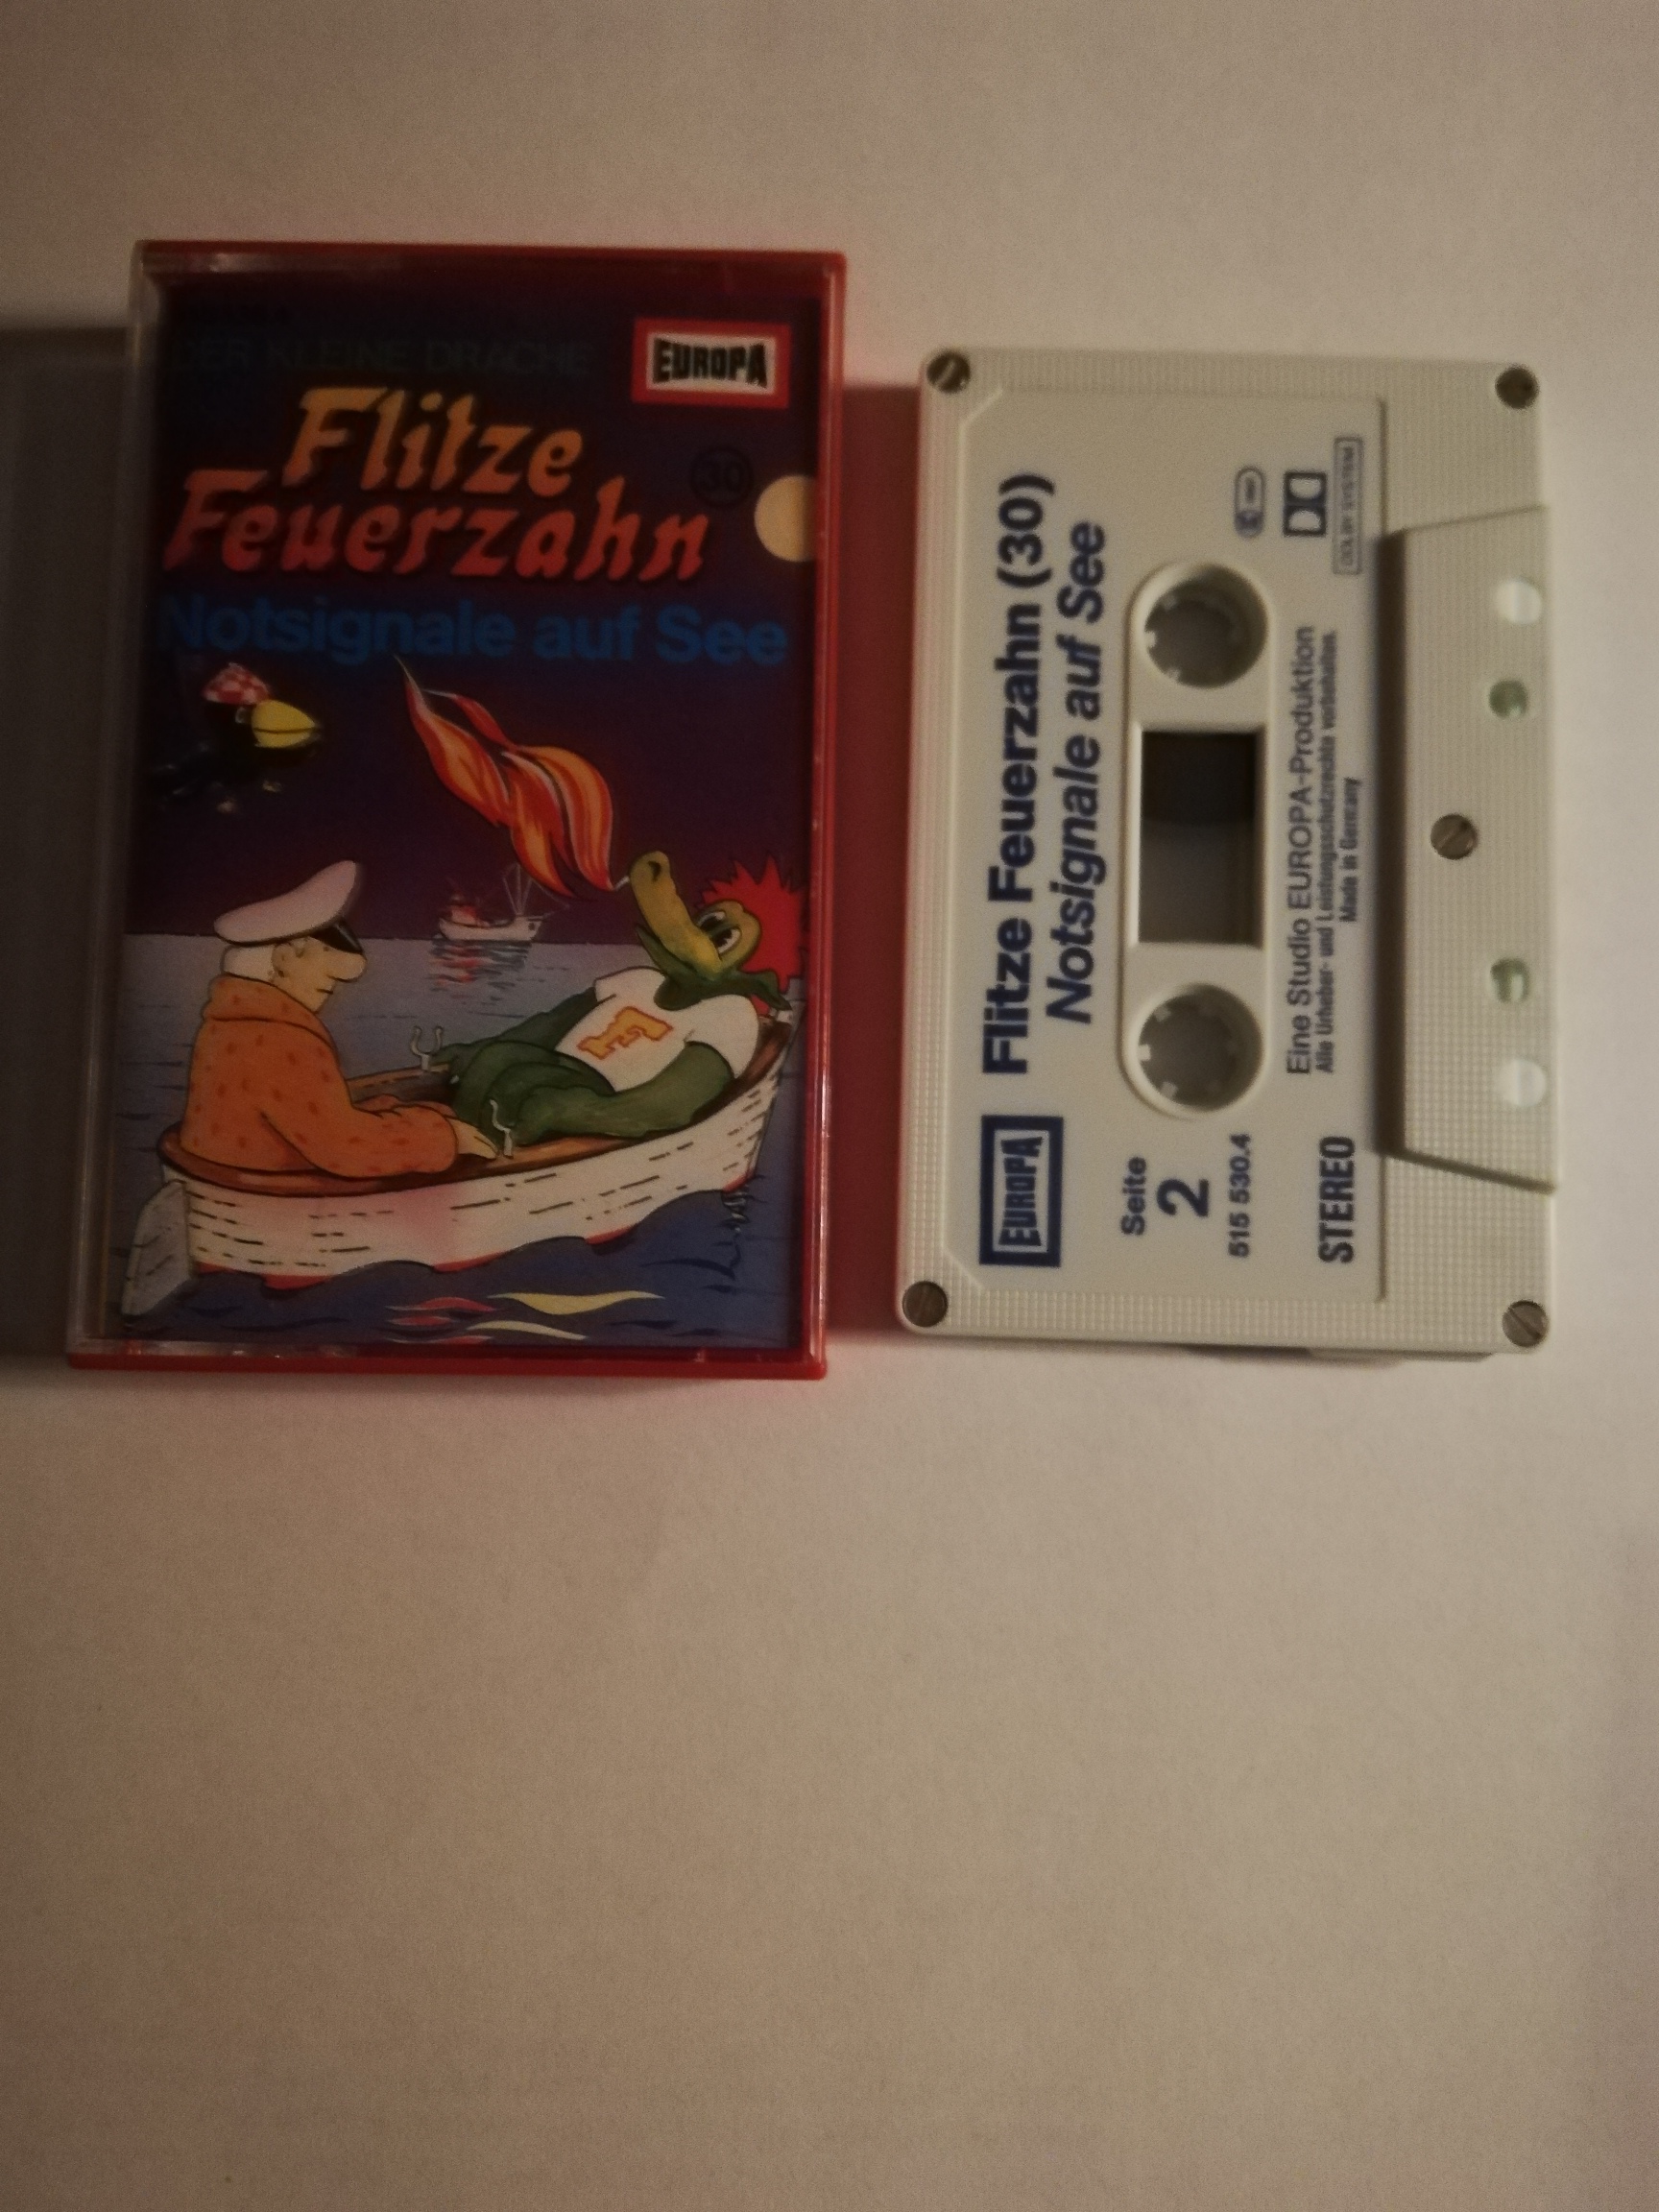 DER KLEINE DRACHE
EUROPA
Flitze
Feuerzahn
30
Notsignale auf See
F
Flitze Feuerzahn (30)
Notsignale auf See
EUROPA
Seite
2
515 530.4
STEREO
Eine Studio EUROPA-Produktion
Alle Urheber- und Leistungsschutzrechte vorbehalten.
Made in Germany
DOLBY SYSTEM